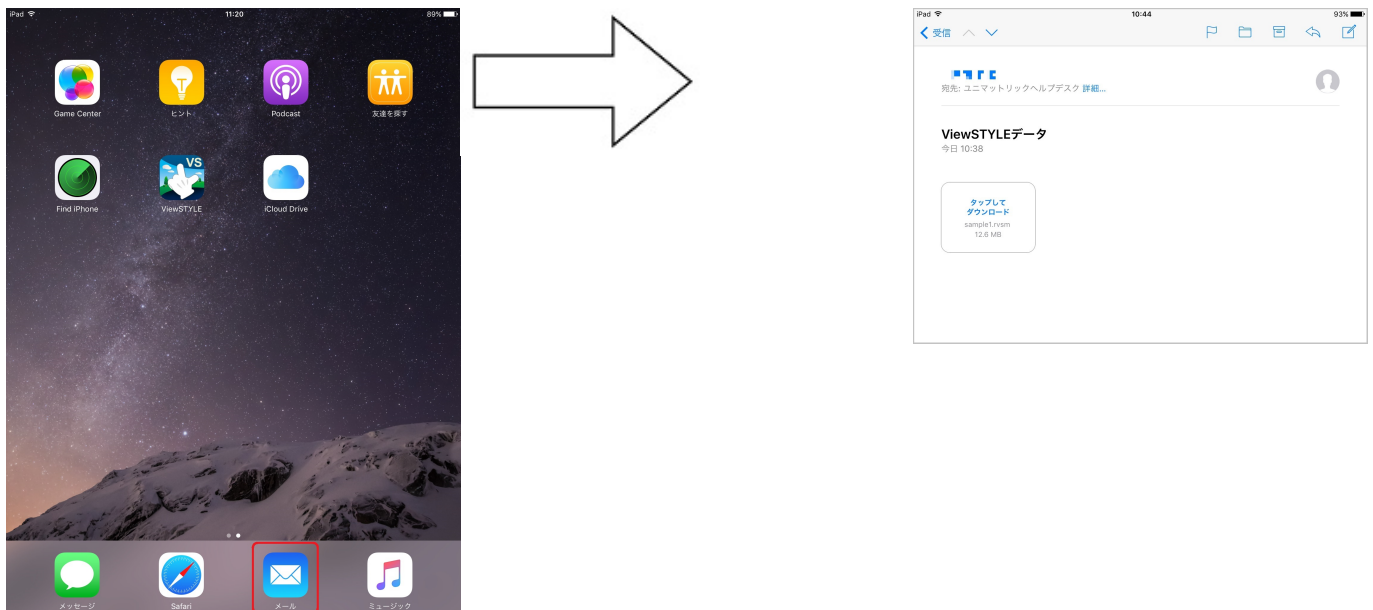 iPad 11:20 89%
Game Center
ヒント
Podcast
友達を探す
VS
Find iPhone
ViewSTYLE
iCloud Drive
メッセージ
Safari
メール
ミュージック
iPad 10:44 93%
受信
宛先: ユニマットリックヘルプデスク 詳細...
ViewSTYLEデータ
今日 10:38
タップして
ダウンロード
sample1.rvsm
12.6 MB